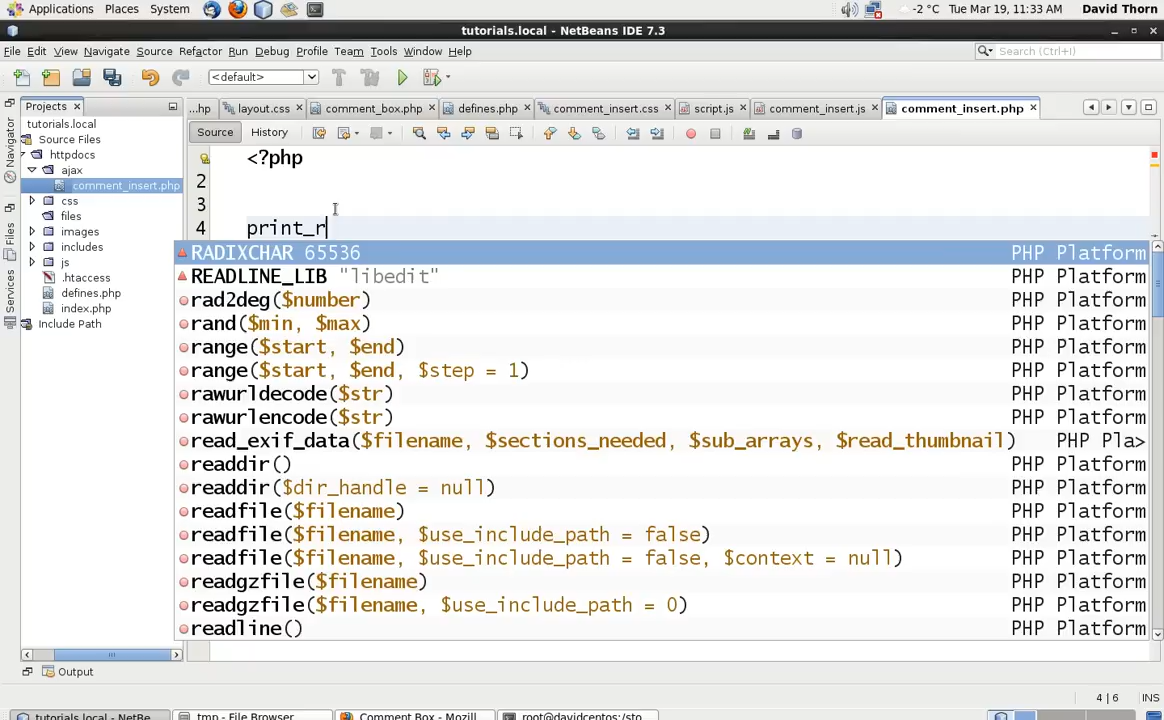 Applications Places System -2 °C Tue Mar 19, 11:33 AM David Thorn
tutorials.local - NetBeans IDE 7.3
File Edit View Navigate Source Refactor Run Debug Profile Team Tools Window Help Search (Ctrl+I)
<default>
Projects x
...hp layout.css x comment_box.php x defines.php x comment_insert.css x script.js x comment_insert.js x comment_insert.php x
Navigator
Files
Services
tutorials.local
Source Files
httpdocs
ajax
comment_insert.php
css
files
images
includes
js
.htaccess
defines.php
index.php
Include Path
Source History
<?php
2
3
4 print_r
RADIXCHAR 65536 PHP Platform
READLINE_LIB "libedit" PHP Platform
rad2deg($number) PHP Platform
rand($min, $max) PHP Platform
range($start, $end) PHP Platform
range($start, $end, $step = 1) PHP Platform
rawurldecode($str) PHP Platform
rawurlencode($str) PHP Platform
read_exif_data($filename, $sections_needed, $sub_arrays, $read_thumbnail) PHP Pla>
readdir() PHP Platform
readdir($dir_handle = null) PHP Platform
readfile($filename) PHP Platform
readfile($filename, $use_include_path = false) PHP Platform
readfile($filename, $use_include_path = false, $context = null) PHP Platform
readgzfile($filename) PHP Platform
readgzfile($filename, $use_include_path = 0) PHP Platform
readline() PHP Platform
Output
4|6 INS
tutorials.local - NetBe... tmp - File Browser Comment Box - Mozill... root@davidcentos:/sto...